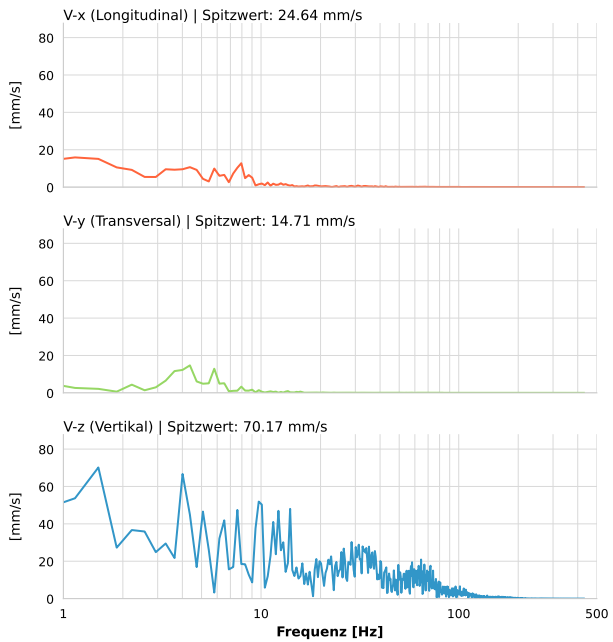 V-x (Longitudinal) | Spitzwert: 24.64 mm/s
[mm/s]
80
60
40
20
0
V-y (Transversal) | Spitzwert: 14.71 mm/s
[mm/s]
80
60
40
20
0
V-z (Vertikal) | Spitzwert: 70.17 mm/s
[mm/s]
80
60
40
20
0
1 10 100 500
Frequenz [Hz]